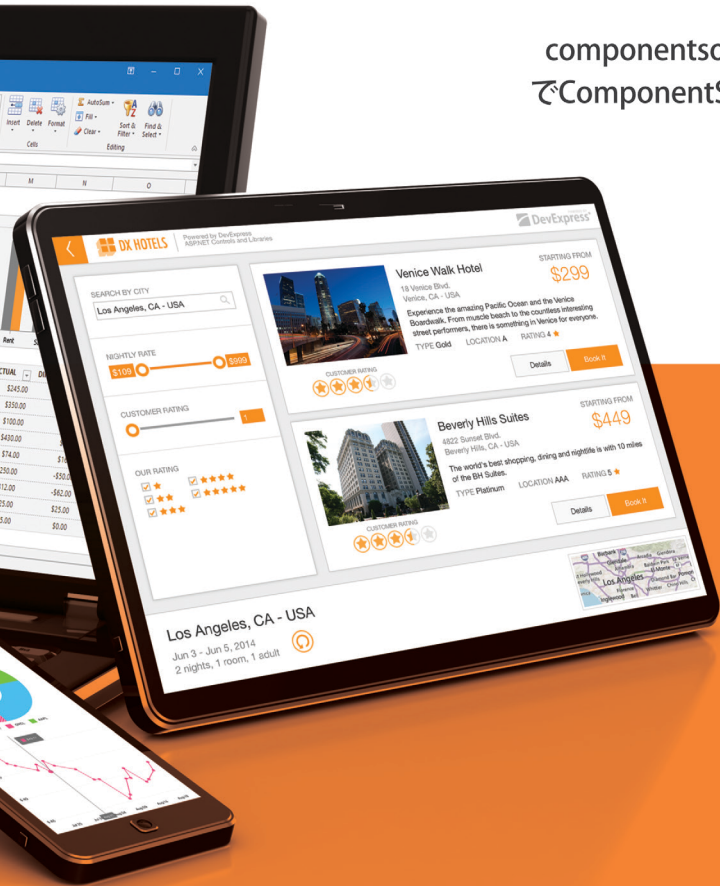 componentso
でComponentS
AutoSum
Fill
Clear
Insert Delete Format
Sort & Filter
Find & Select
Cells
Editing
M N O
Rent
CTUAL
$245.00
$350.00
$100.00
$430.00
$74.00
250.00
-$50.0
-$62.00
$25.00
$0.00
DX HOTELS
Powered by DevExpress
ASP.NET Controls and Libraries
DevExpress
SEARCH BY CITY
Los Angeles, CA - USA
NIGHTLY RATE
$109 $999
CUSTOMER RATING
1
OUR RATING
Venice Walk Hotel
18 Venice Blvd.
Venice, CA - USA
STARTING FROM
$299
Experience the amazing Pacific Ocean and the Venice
Boardwalk. From muscle beach to the countless interesting
street performers, there is something in Venice for everyone.
TYPE Gold LOCATION A RATING 4
CUSTOMER RATING
Details Book It
Beverly Hills Suites
4822 Sunset Blvd.
Beverly Hills, CA - USA
STARTING FROM
$449
The world's best shopping, dining and nightlife is with 10 miles
of the BH Suites.
TYPE Platinum LOCATION AAA RATING 5
CUSTOMER RATING
Details Book It
Burbank
Glendale
Los Angeles
Inglewood
Los Angeles, CA - USA
Jun 3 - Jun 5, 2014
2 nights, 1 room, 1 adult